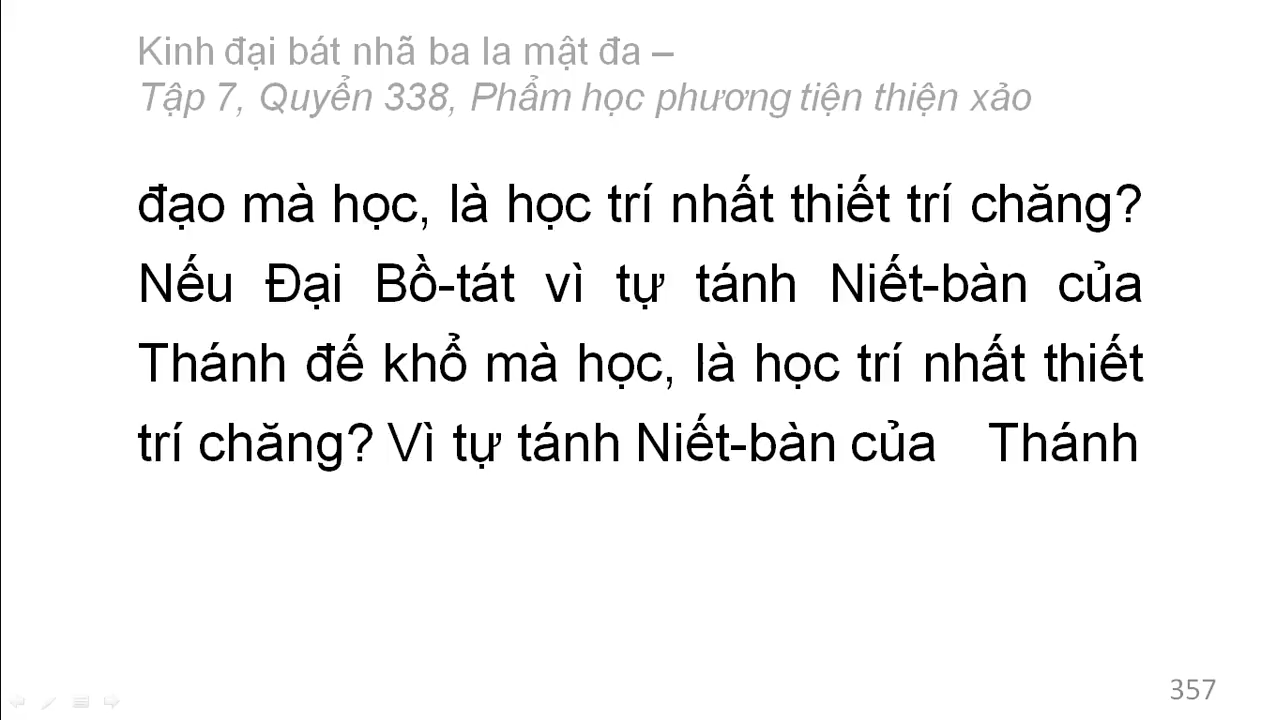 Kinh đại bát nhã ba la mật đa –
Tập 7, Quyển 338, Phẩm học phương tiện thiện xảo
đạo mà học, là học trí nhất thiết trí chăng?
Nếu Đại Bồ-tát vì tự tánh Niết-bàn của
Thánh đế khổ mà học, là học trí nhất thiết
trí chăng? Vì tự tánh Niết-bàn của Thánh
357